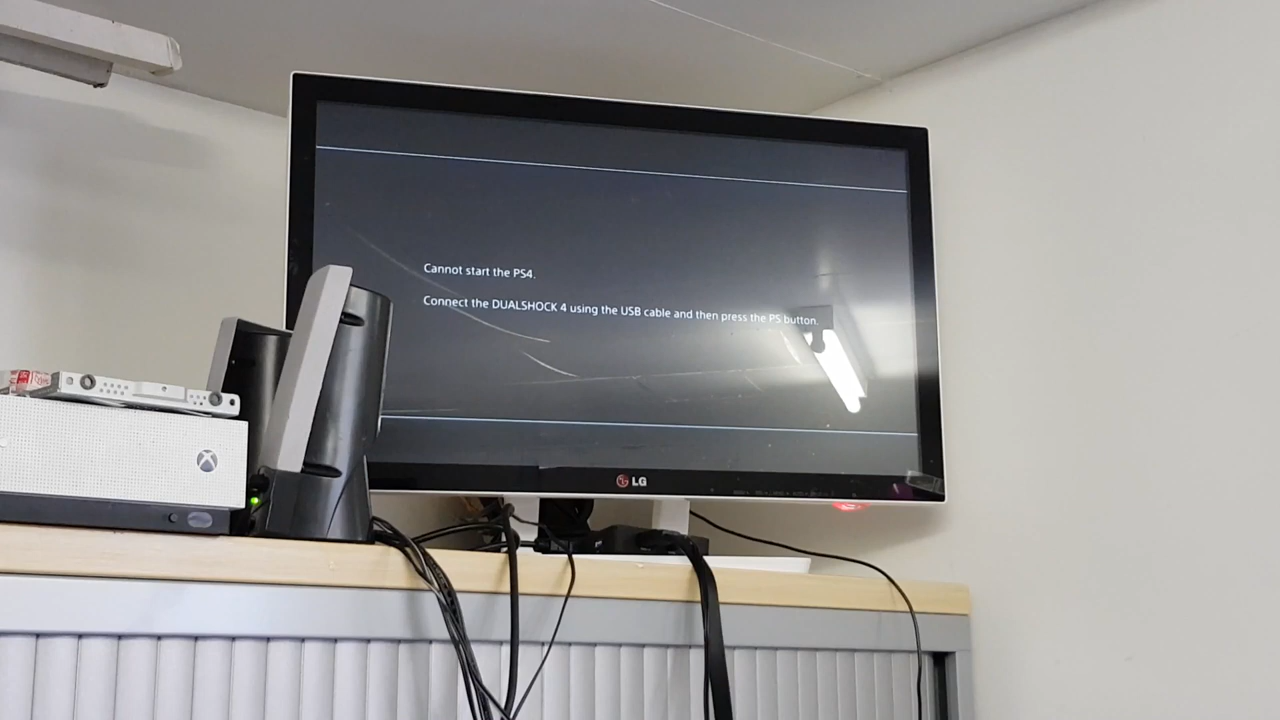 Cannot start the PS4.
Connect the DUALSHOCK 4 using the USB cable and then press the PS button.
LG